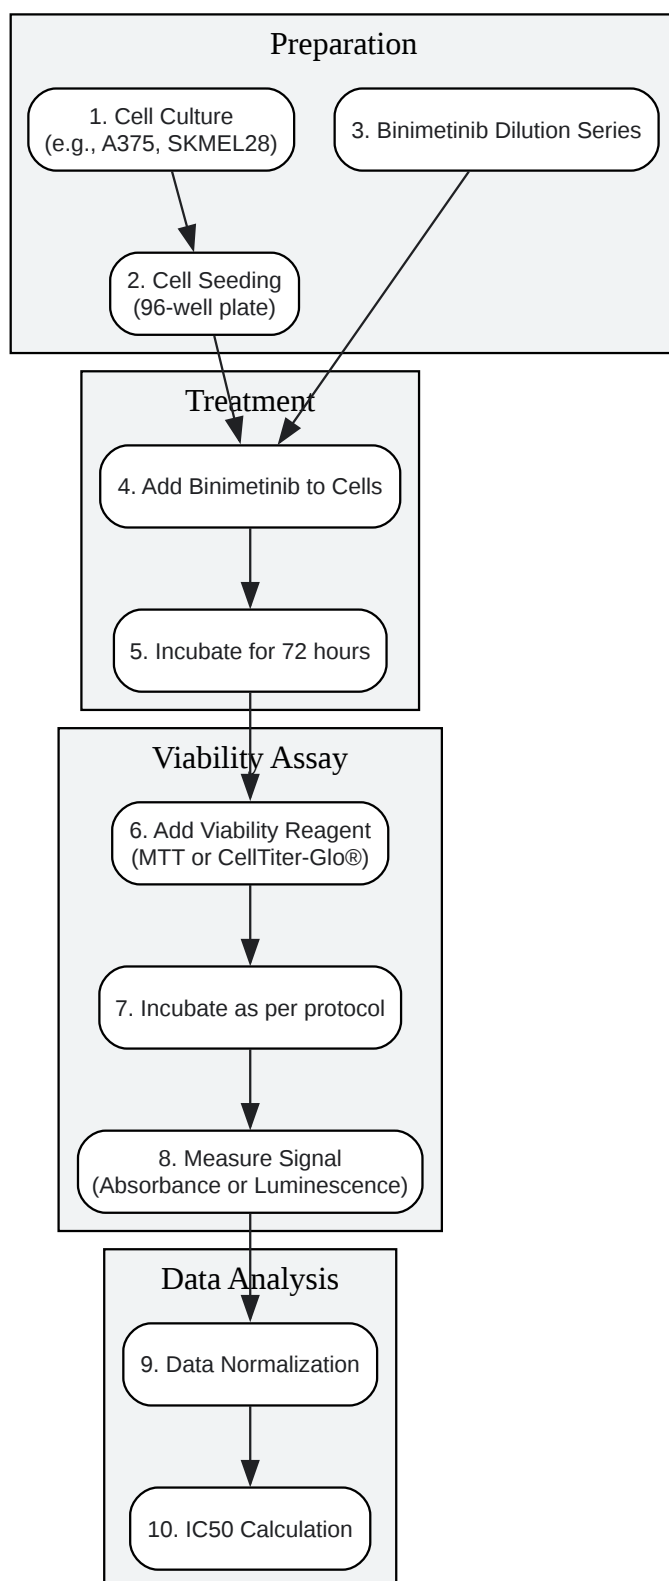 Preparation
1. Cell Culture
(e.g., A375, SKMEL28)
3. Binimetinib Dilution Series
2. Cell Seeding
(96-well plate)
Treatment
4. Add Binimetinib to Cells
5. Incubate for 72 hours
Viability Assay
6. Add Viability Reagent
(MTT or CellTiter-Glo®)
7. Incubate as per protocol
8. Measure Signal
(Absorbance or Luminescence)
Data Analysis
9. Data Normalization
10. IC50 Calculation